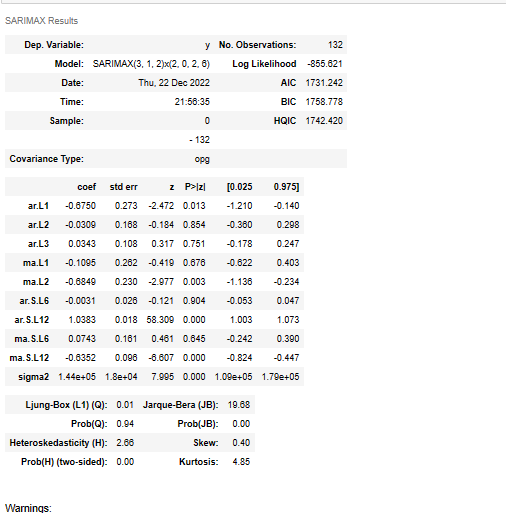 SARIMAX Results
Dep. Variable: y No. Observations: 132
Model: SARIMAX(3, 1, 2)x(2, 0, 2, 6) Log Likelihood -855.621
Date: Thu, 22 Dec 2022 AIC 1731.242
Time: 21:56:35 BIC 1758.778
Sample: 0 HQIC 1742.420
- 132
Covariance Type: opg
coef std err z P>|z| [0.025 0.975]
ar.L1 -0.6750 0.273 -2.472 0.013 -1.210 -0.140
ar.L2 -0.0309 0.168 -0.184 0.854 -0.360 0.298
ar.L3 0.0343 0.108 0.317 0.751 -0.178 0.247
ma.L1 -0.1095 0.262 -0.419 0.676 -0.622 0.403
ma.L2 -0.6849 0.230 -2.977 0.003 -1.136 -0.234
ar.S.L6 -0.0031 0.026 -0.121 0.904 -0.053 0.047
ar.S.L12 1.0383 0.018 58.309 0.000 1.003 1.073
ma.S.L6 0.0743 0.161 0.461 0.645 -0.242 0.390
ma.S.L12 -0.6352 0.096 -6.607 0.000 -0.824 -0.447
sigma2 1.44e+05 1.8e+04 7.995 0.000 1.09e+05 1.79e+05
Ljung-Box (L1) (Q): 0.01 Jarque-Bera (JB): 19.68
Prob(Q): 0.94 Prob(JB): 0.00
Heteroskedasticity (H): 2.66 Skew: 0.40
Prob(H) (two-sided): 0.00 Kurtosis: 4.85
Warnings: